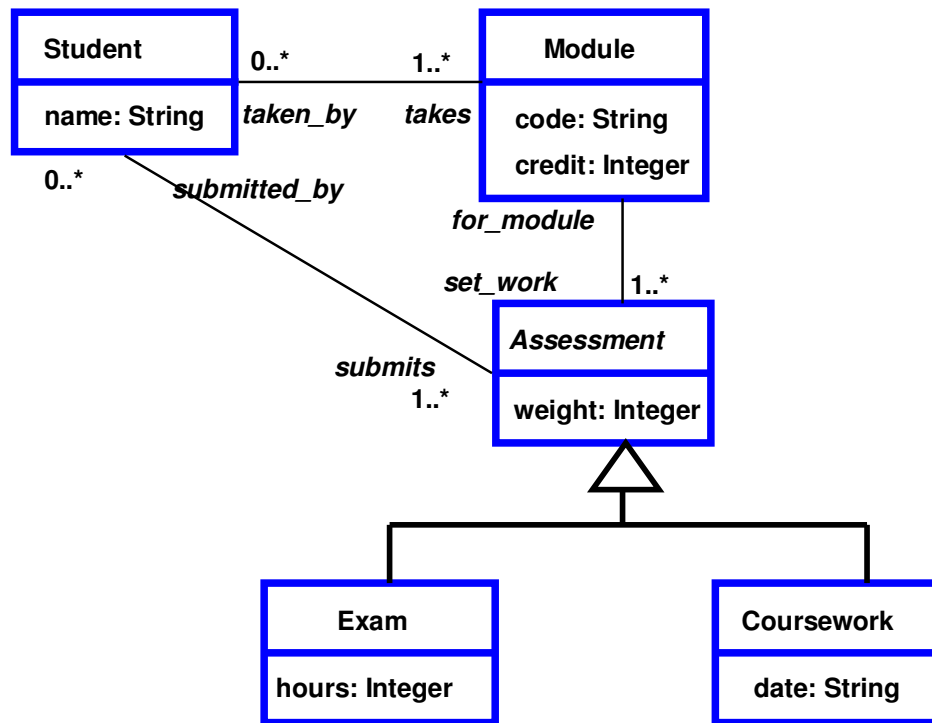 Student
0..*
1..*
Module
name: String
taken_by
takes
code: String
credit: Integer
0..*
submitted_by
for_module
set_work
1..*
Assessment
submits
1..*
weight: Integer
Exam
Coursework
hours: Integer
date: String